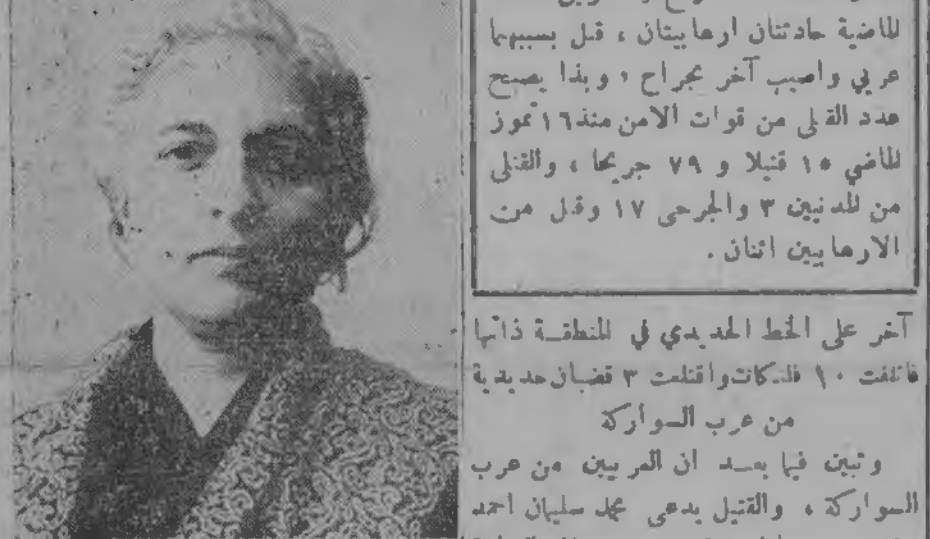 الماضية حادثتان ارهابيتان ، قتل بسببهما
عربي واصيب آخر بجراح ، وبذا يصبح
عدد القتلى من قوات الامن منذ ١٦ تموز
الماضي ١٥ قتيلا و ٧٩ جريحا ، والقتلى
من المدنيين ٣ والجرحى ١٧ وقتل من
الارهابيين اثنان .
آخر على الخط الحديدي في المنطقة ذاتها
فاتلفت ١٠ فلنكات واقتلعت ٣ قضبان حديدية
من عرب السواركة
وتبين فيما بعد ان العربيين من عرب
السواركة ، والقتيل يدعى محمد سليمان احمد